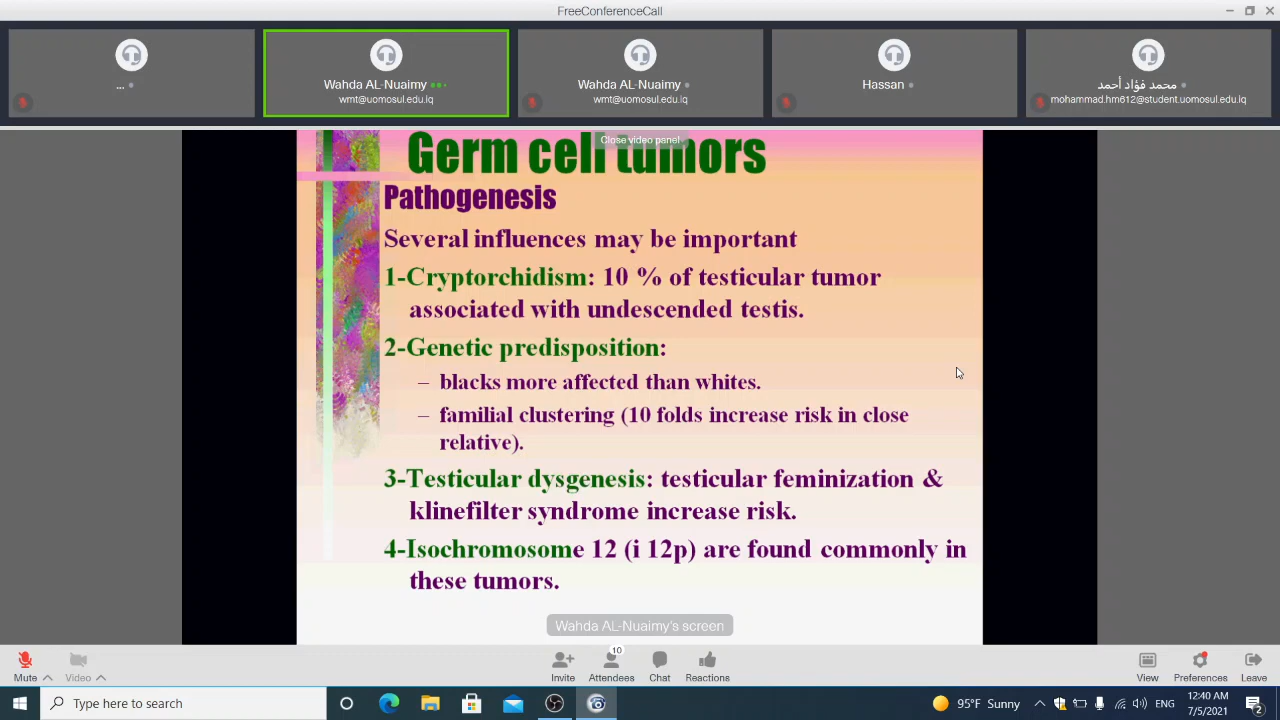 FreeConferenceCall
...
Wahda AL-Nuaimy
wmt@uomosul.edu.iq
Wahda AL-Nuaimy
wmt@uomosul.edu.iq
Hassan
محمد فؤاد أحمد
mohammad.hm612@student.uomosul.edu.iq
Close video panel
Germ cell tumors
Pathogenesis
Several influences may be important
1-Cryptorchidism: 10 % of testicular tumor
associated with undescended testis.
2-Genetic predisposition:
– blacks more affected than whites.
– familial clustering (10 folds increase risk in close
relative).
3-Testicular dysgenesis: testicular feminization &
klinefilter syndrome increase risk.
4-Isochromosome 12 (i 12p) are found commonly in
these tumors.
Wahda AL-Nuaimy's screen
Mute
Video
Invite
10
Attendees
Chat
Reactions
View
Preferences
Leave
Type here to search
95°F Sunny
ENG
12:40 AM
7/5/2021
2